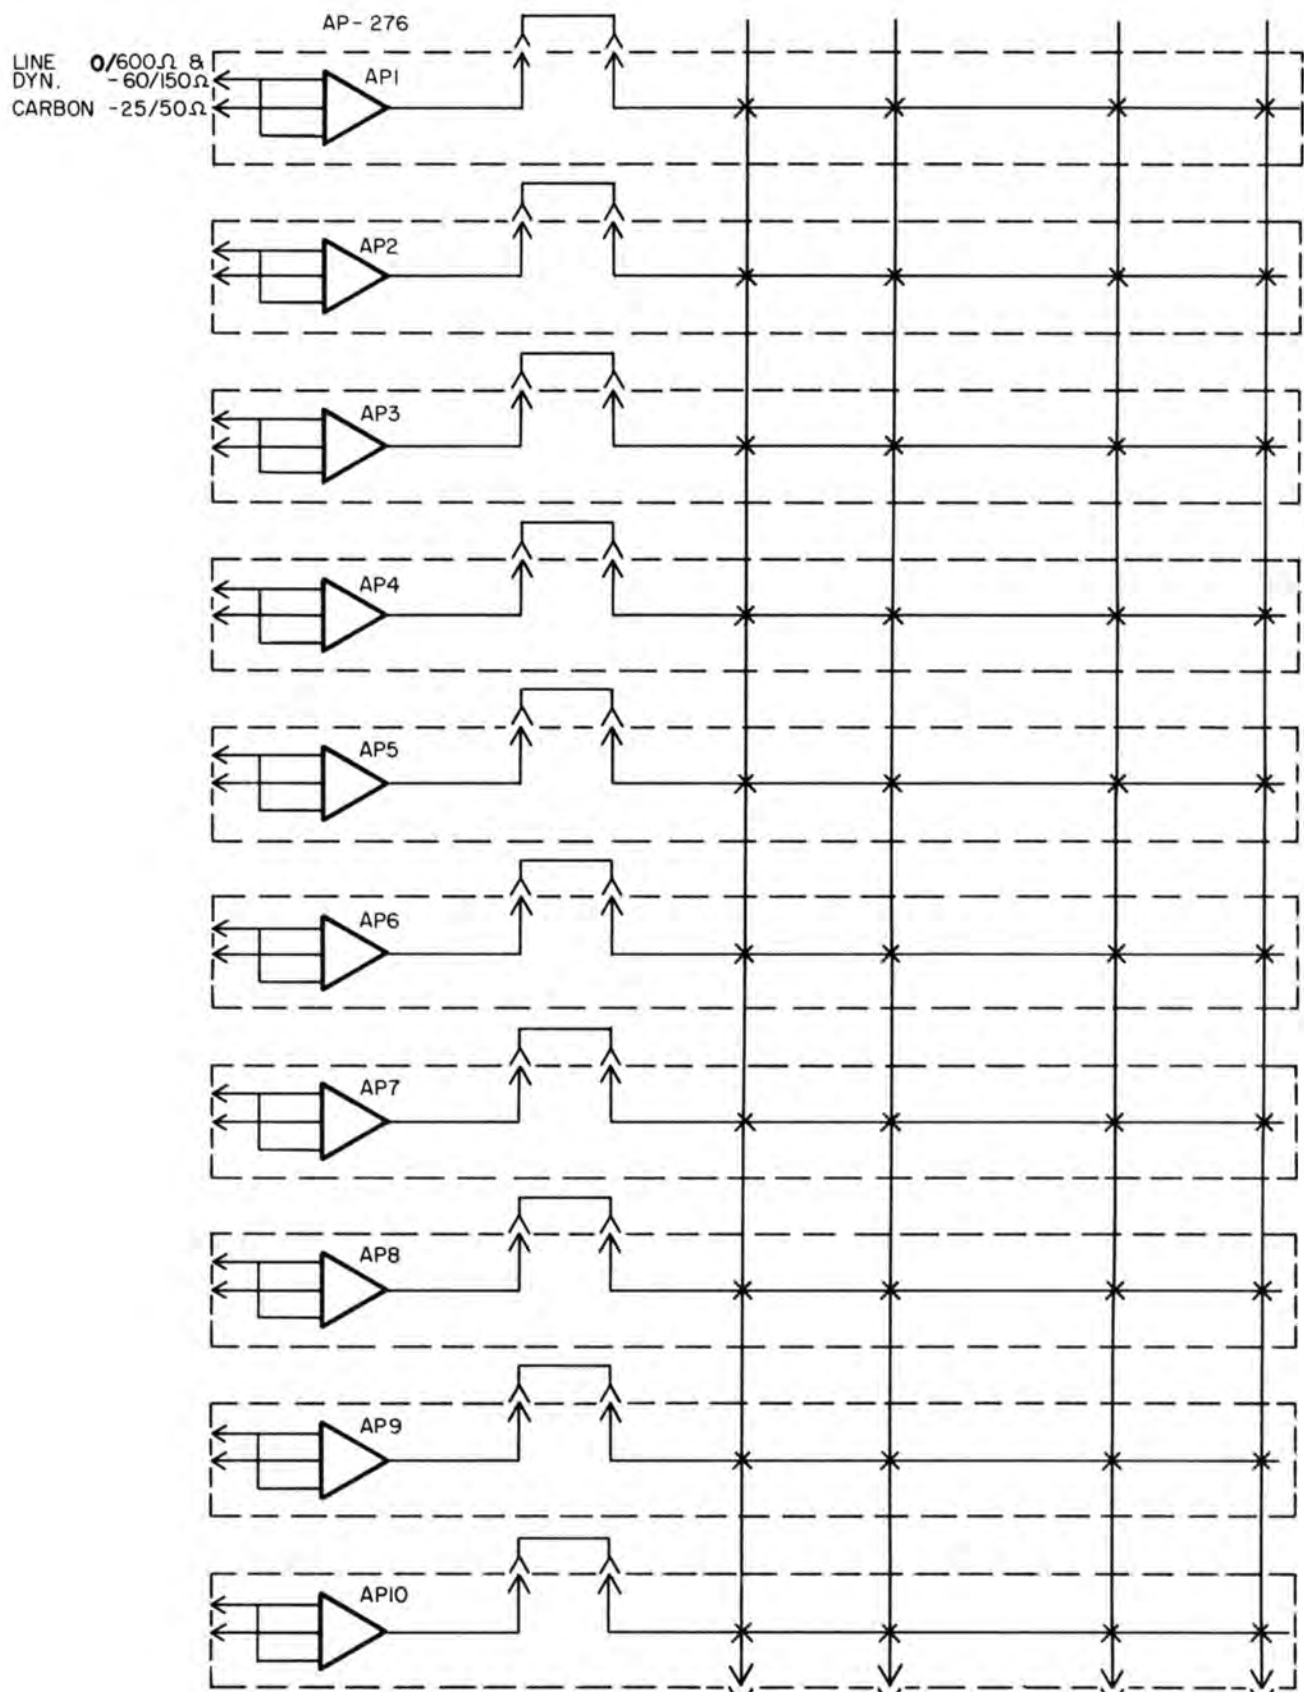 AP-276
LINE 0/600Ω &
DYN. -60/150Ω
CARBON -25/50Ω
AP1
AP2
AP3
AP4
AP5
AP6
AP7
AP8
AP9
AP10